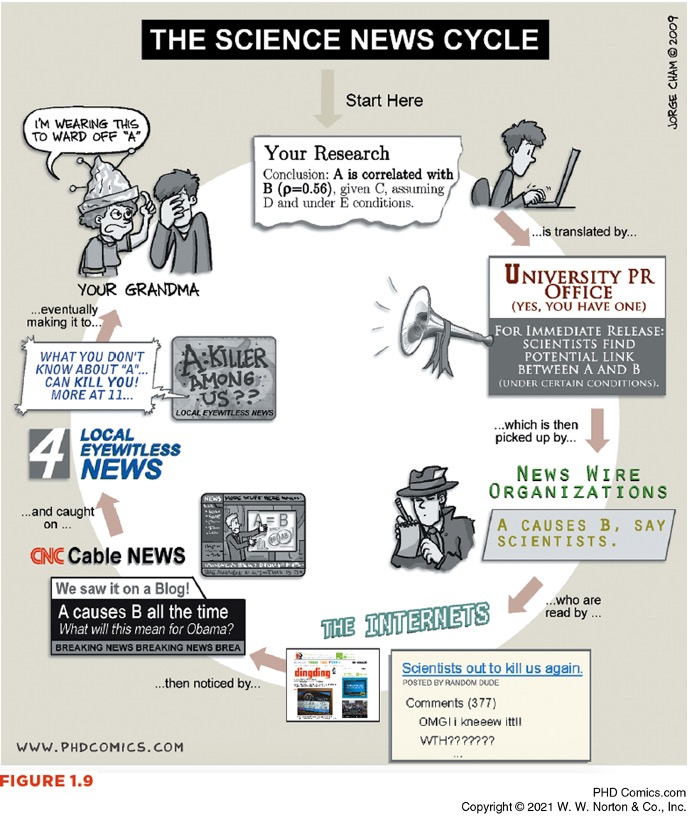 THE SCIENCE NEWS CYCLE
JORGE CHAM © 2009
Start Here
I'M WEARING THIS
TO WARD OFF "A"
Your Research
Conclusion: A is correlated with
B (ρ=0.56), given C, assuming
D and under E conditions.
...is translated by...
UNIVERSITY PR
OFFICE
(YES, YOU HAVE ONE)
FOR IMMEDIATE RELEASE:
SCIENTISTS FIND
POTENTIAL LINK
BETWEEN A AND B
(UNDER CERTAIN CONDITIONS).
...which is then
picked up by...
NEWS WIRE
ORGANIZATIONS
A CAUSES B, SAY
SCIENTISTS.
...who are
read by ...
THE INTERNETS
dingding
Scientists out to kill us again.
POSTED BY RANDOM DUDE
Comments (377)
OMG! i kneeew itt!!
WTH???????
...
...then noticed by...
CNC Cable NEWS
NEWS
A = B
We saw it on a Blog!
A causes B all the time
What will this mean for Obama?
BREAKING NEWS BREAKING NEWS BREA
...and caught
on ...
4 LOCAL
EYEWITLESS
NEWS
WHAT YOU DON'T
KNOW ABOUT "A"...
CAN KILL YOU!
MORE AT 11...
A:KILLER
AMONG
US??
LOCAL EYEWITLESS NEWS
...eventually
making it to...
YOUR GRANDMA
WWW.PHDCOMICS.COM
FIGURE 1.9
PHD Comics.com
Copyright © 2021 W. W. Norton & Co., Inc.